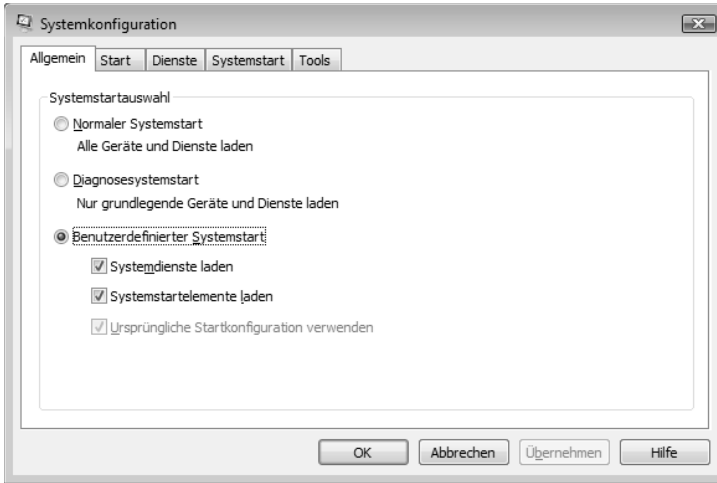 Systemkonfiguration
Allgemein Start Dienste Systemstart Tools
Systemstartauswahl
Normaler Systemstart
Alle Geräte und Dienste laden
Diagnosesystemstart
Nur grundlegende Geräte und Dienste laden
Benutzerdefinierter Systemstart
Systemdienste laden
Systemstartelemente laden
Ursprüngliche Startkonfiguration verwenden
OK Abbrechen Übernehmen Hilfe